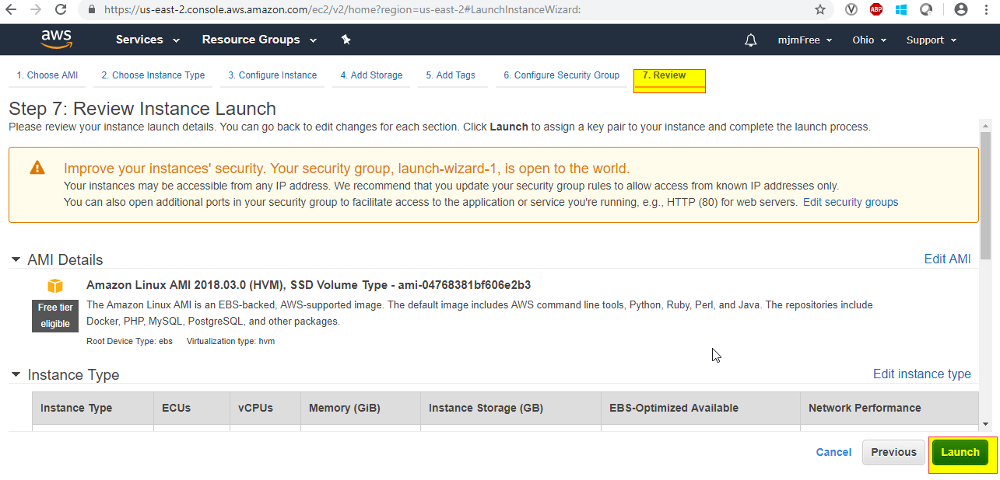 https://us-east-2.console.aws.amazon.com/ec2/v2/home?region=us-east-2#LaunchInstanceWizard:
ABP
aws Services Resource Groups mjmFree Ohio Support
1. Choose AMI 2. Choose Instance Type 3. Configure Instance 4. Add Storage 5. Add Tags 6. Configure Security Group 7. Review
Step 7: Review Instance Launch
Please review your instance launch details. You can go back to edit changes for each section. Click Launch to assign a key pair to your instance and complete the launch process.
Improve your instances' security. Your security group, launch-wizard-1, is open to the world.
Your instances may be accessible from any IP address. We recommend that you update your security group rules to allow access from known IP addresses only.
You can also open additional ports in your security group to facilitate access to the application or service you're running, e.g., HTTP (80) for web servers. Edit security groups
AMI Details Edit AMI
Amazon Linux AMI 2018.03.0 (HVM), SSD Volume Type - ami-04768381bf606e2b3
Free tier eligible
The Amazon Linux AMI is an EBS-backed, AWS-supported image. The default image includes AWS command line tools, Python, Ruby, Perl, and Java. The repositories include
Docker, PHP, MySQL, PostgreSQL, and other packages.
Root Device Type: ebs Virtualization type: hvm
Instance Type Edit instance type
Instance Type ECUs vCPUs Memory (GiB) Instance Storage (GB) EBS-Optimized Available Network Performance
Cancel Previous Launch